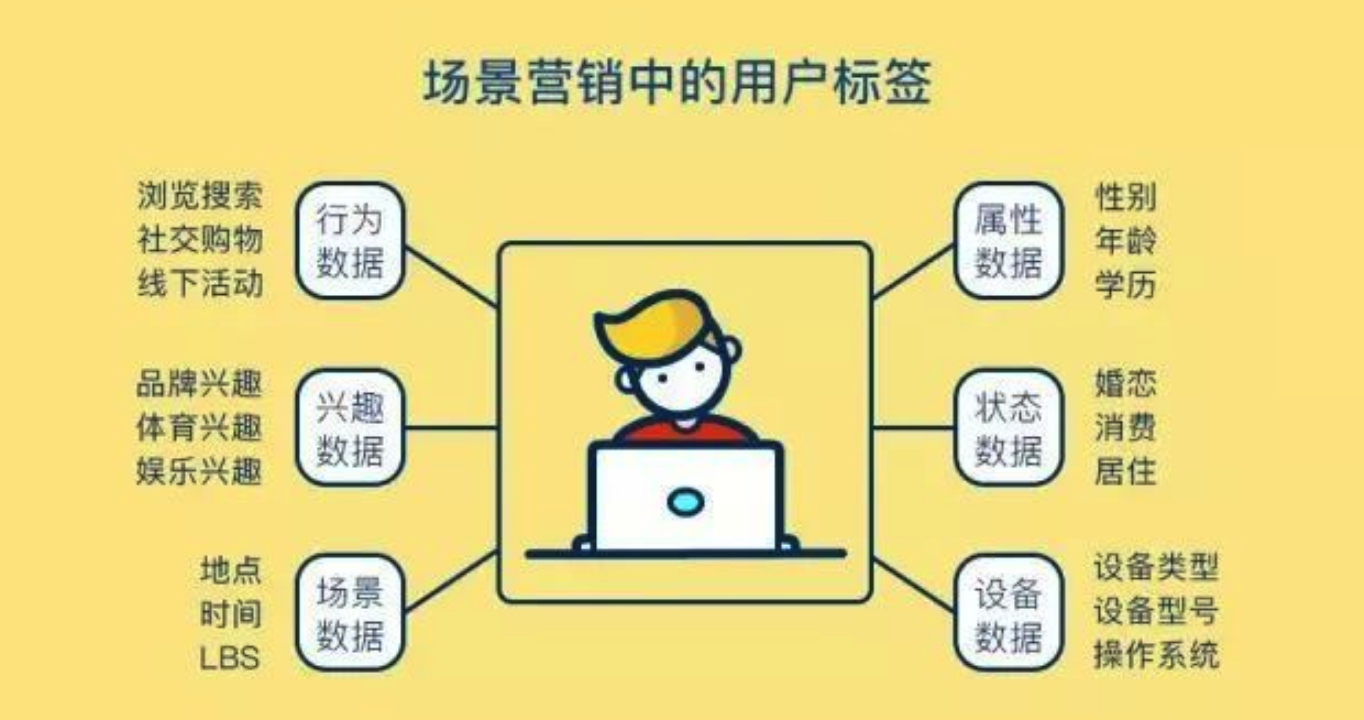 场景营销中的用户标签
浏览搜索
社交购物
线下活动
行为
数据
品牌兴趣
体育兴趣
娱乐兴趣
兴趣
数据
地点
时间
LBS
场景
数据
属性
数据
性别
年龄
学历
状态
数据
婚恋
消费
居住
设备
数据
设备类型
设备型号
操作系统